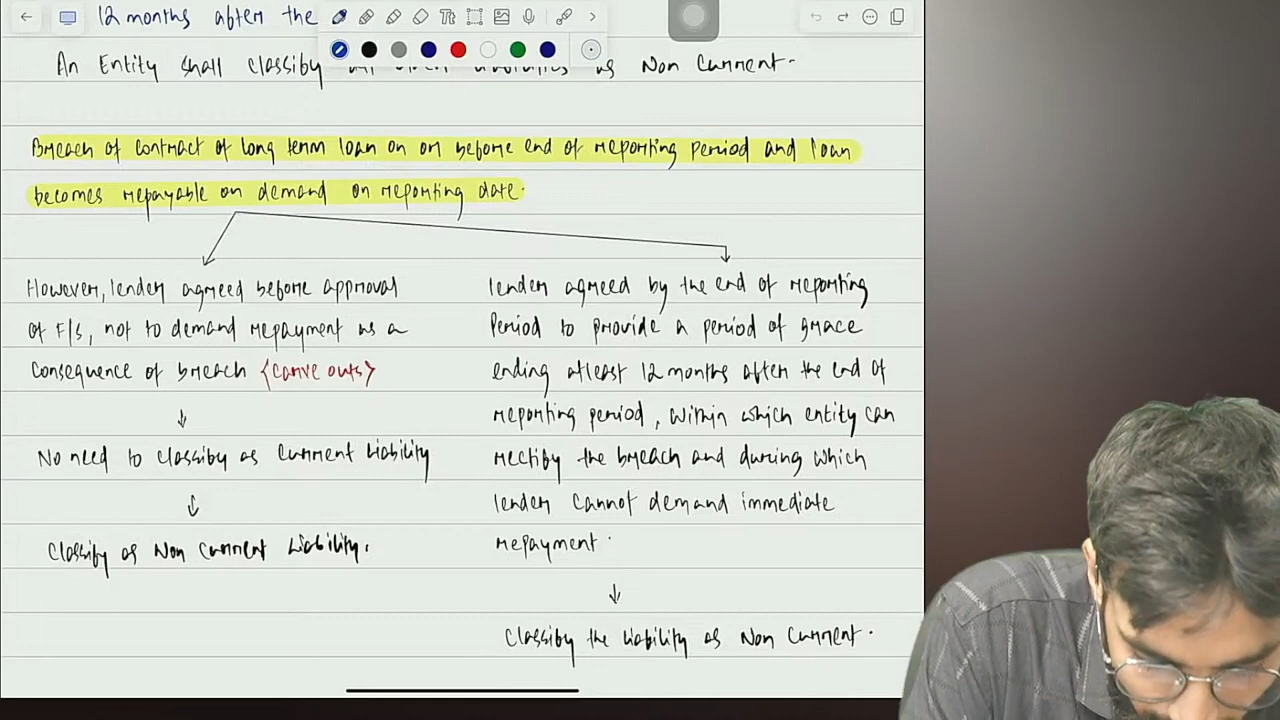 12 months after the
An Entity shall classify as Non Current.
Breach of contract of long term loan on or before end of reporting period and loan
becomes repayable on demand on reporting date.
However, lender agreed before approval
of F/s, not to demand repayment as a
Consequence of breach {Carve outs}
↓
No need to classify as Current Liability
↓
Classify as Non Current Liability.
lender agreed by the end of reporting
Period to provide a period of grace
ending atleast 12 months after the end of
reporting period, within which entity can
rectify the breach and during which
lender cannot demand immediate
repayment.
↓
Classify the liability as Non Current.